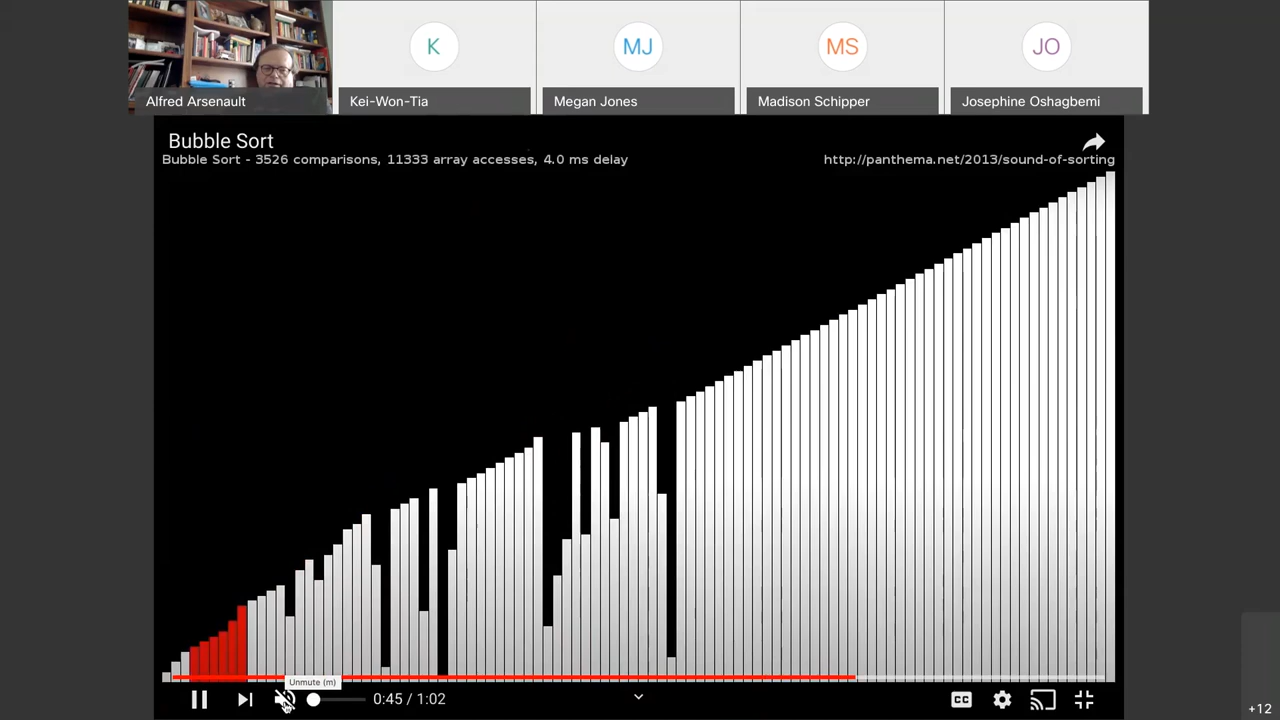 K
MJ
MS
JO
Alfred Arsenault
Kei-Won-Tia
Megan Jones
Madison Schipper
Josephine Oshagbemi
Bubble Sort
Bubble Sort - 3526 comparisons, 11333 array accesses, 4.0 ms delay
http://panthema.net/2013/sound-of-sorting
Unmute (m)
0:45 / 1:02
CC
+12